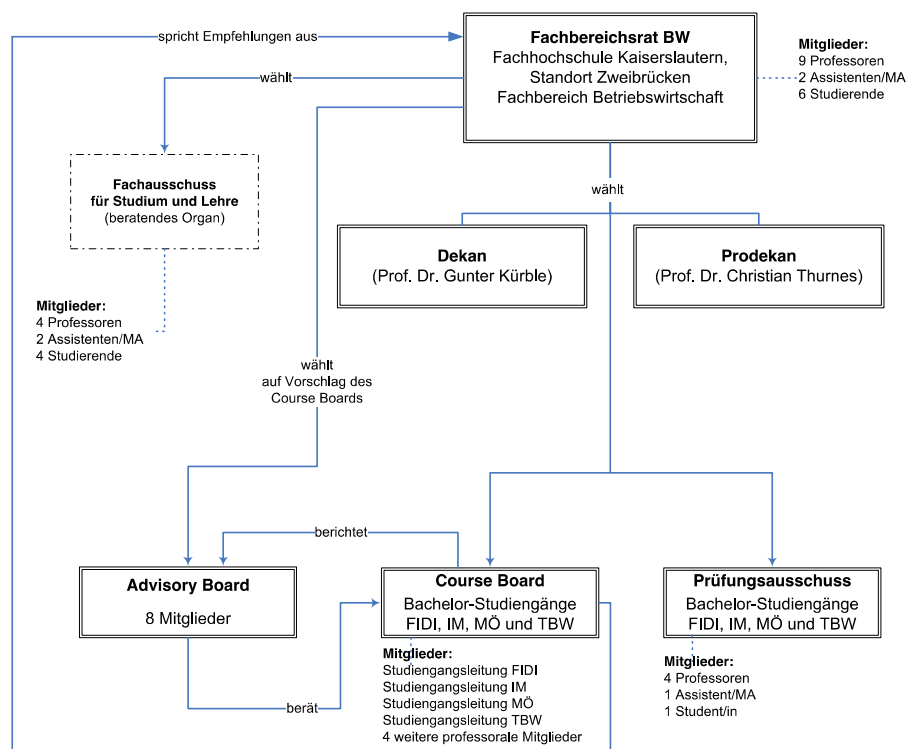 spricht Empfehlungen aus
Fachbereichsrat BW
Fachhochschule Kaiserslautern,
Standort Zweibrücken
Fachbereich Betriebswirtschaft
Mitglieder:
9 Professoren
2 Assistenten/MA
6 Studierende
wählt
Fachausschuss
für Studium und Lehre
(beratendes Organ)
wählt
Dekan
(Prof. Dr. Gunter Kürble)
Prodekan
(Prof. Dr. Christian Thurnes)
Mitglieder:
4 Professoren
2 Assistenten/MA
4 Studierende
wählt
auf Vorschlag des
Course Boards
berichtet
Advisory Board
8 Mitglieder
Course Board
Bachelor-Studiengänge
FIDI, IM, MÖ und TBW
Prüfungsausschuss
Bachelor-Studiengänge
FIDI, IM, MÖ und TBW
Mitglieder:
Studiengangsleitung FIDI
Studiengangsleitung IM
Studiengangsleitung MÖ
Studiengangsleitung TBW
4 weitere professorale Mitglieder
Mitglieder:
4 Professoren
1 Assistent/MA
1 Student/in
berät